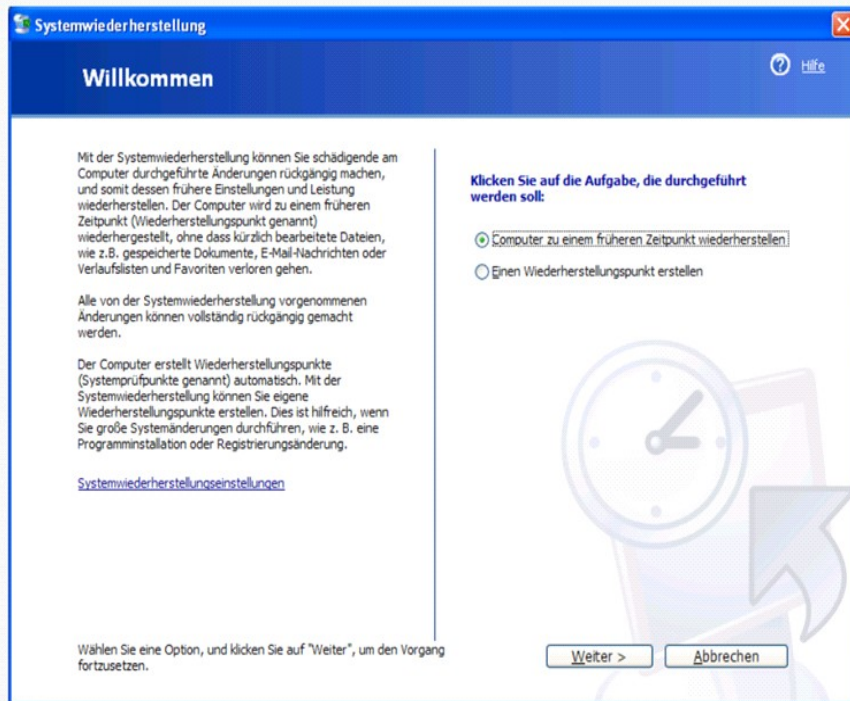 Systemwiederherstellung
Willkommen
Hilfe
Mit der Systemwiederherstellung können Sie schädigende am
Computer durchgeführte Änderungen rückgängig machen,
und somit dessen frühere Einstellungen und Leistung
wiederherstellen. Der Computer wird zu einem früheren
Zeitpunkt (Wiederherstellungspunkt genannt)
wiederhergestellt, ohne dass kürzlich bearbeitete Dateien,
wie z.B. gespeicherte Dokumente, E-Mail-Nachrichten oder
Verlaufslisten und Favoriten verloren gehen.
Alle von der Systemwiederherstellung vorgenommenen
Änderungen können vollständig rückgängig gemacht
werden.
Der Computer erstellt Wiederherstellungspunkte
(Systemprüfpunkte genannt) automatisch. Mit der
Systemwiederherstellung können Sie eigene
Wiederherstellungspunkte erstellen. Dies ist hilfreich, wenn
Sie große Systemänderungen durchführen, wie z. B. eine
Programminstallation oder Registrierungsänderung.
Systemwiederherstellungseinstellungen
Klicken Sie auf die Aufgabe, die durchgeführt
werden soll:
Computer zu einem früheren Zeitpunkt wiederherstellen
Einen Wiederherstellungspunkt erstellen
Wählen Sie eine Option, und klicken Sie auf "Weiter", um den Vorgang
fortzusetzen.
Weiter >
Abbrechen